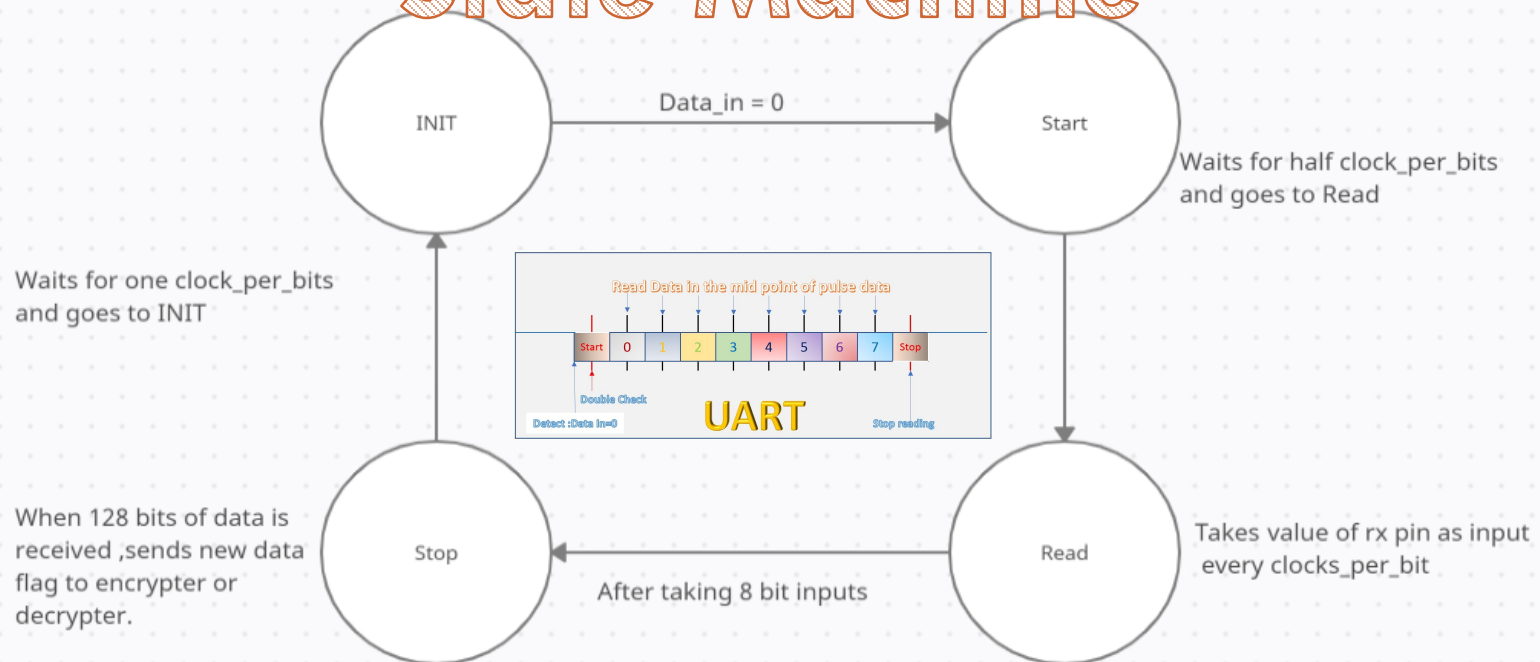 State Machine
INIT
Data_in = 0
Start
Waits for half clock_per_bits
and goes to Read
Waits for one clock_per_bits
and goes to INIT
Read Data in the mid point of pulse data
Start 0 1 2 3 4 5 6 7 Stop
Double Check
Detect :Data In=0
UART
Stop reading
When 128 bits of data is
received ,sends new data
flag to encrypter or
decrypter.
Stop
After taking 8 bit inputs
Read
Takes value of rx pin as input
every clocks_per_bit